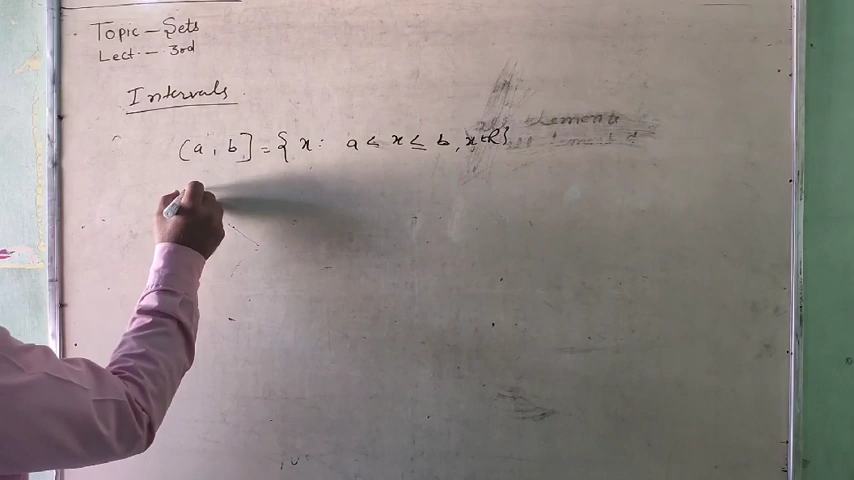 Topic - Sets
Lect. - 3rd
Intervals
(a, b] = { x : a < x ≤ b, x ∈ R}